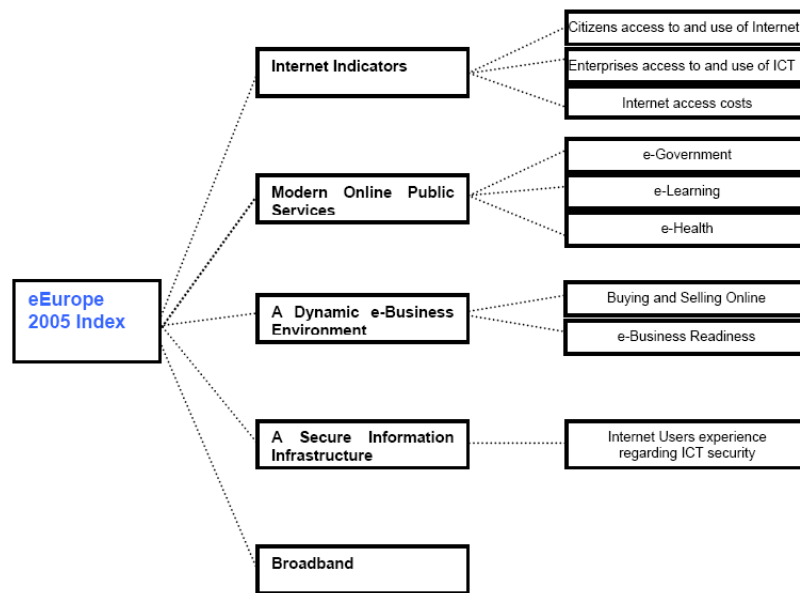 Citizens access to and use of Internet
Internet Indicators
Enterprises access to and use of ICT
Internet access costs
e-Government
Modern Online Public
Services
e-Learning
e-Health
eEurope
2005 Index
A Dynamic e-Business
Environment
Buying and Selling Online
e-Business Readiness
A Secure Information
Infrastructure
Internet Users experience
regarding ICT security
Broadband